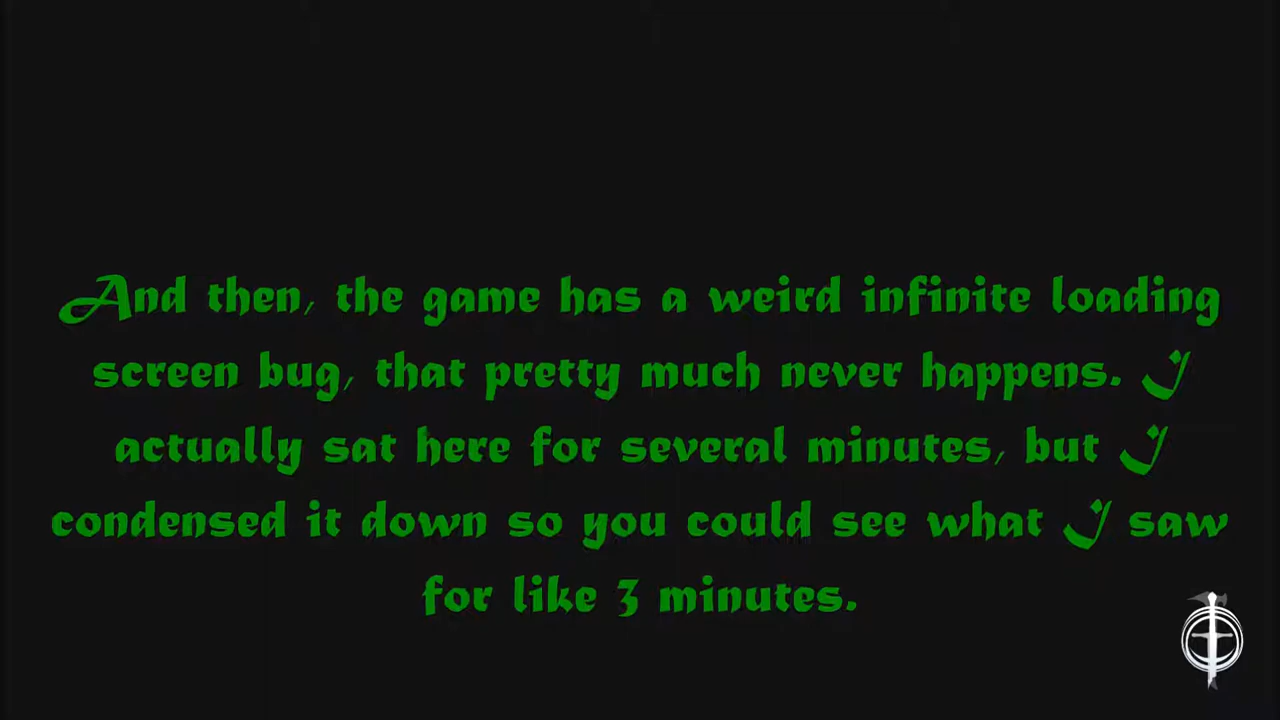 And then, the game has a weird infinite loading
screen bug, that pretty much never happens. I
actually sat here for several minutes, but I
condensed it down so you could see what I saw
for like 3 minutes.